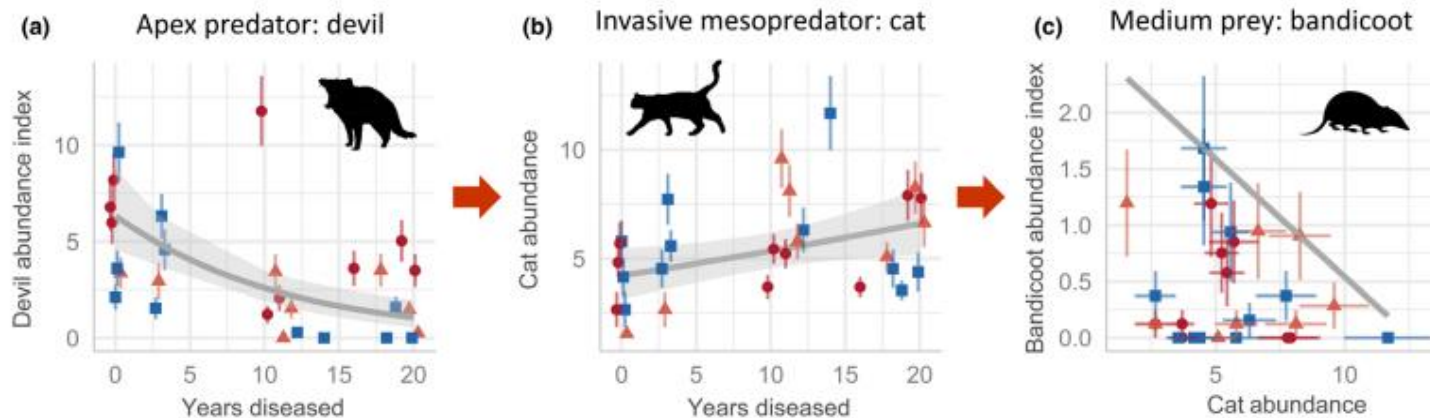 (a) Apex predator: devil
Devil abundance index
10
5
0
0 5 10 15 20
Years diseased
(b) Invasive mesopredator: cat
Cat abundance
10
5
0 5 10 15 20
Years diseased
(c) Medium prey: bandicoot
Bandicoot abundance index
2.0
1.5
1.0
0.5
0.0
5 10
Cat abundance